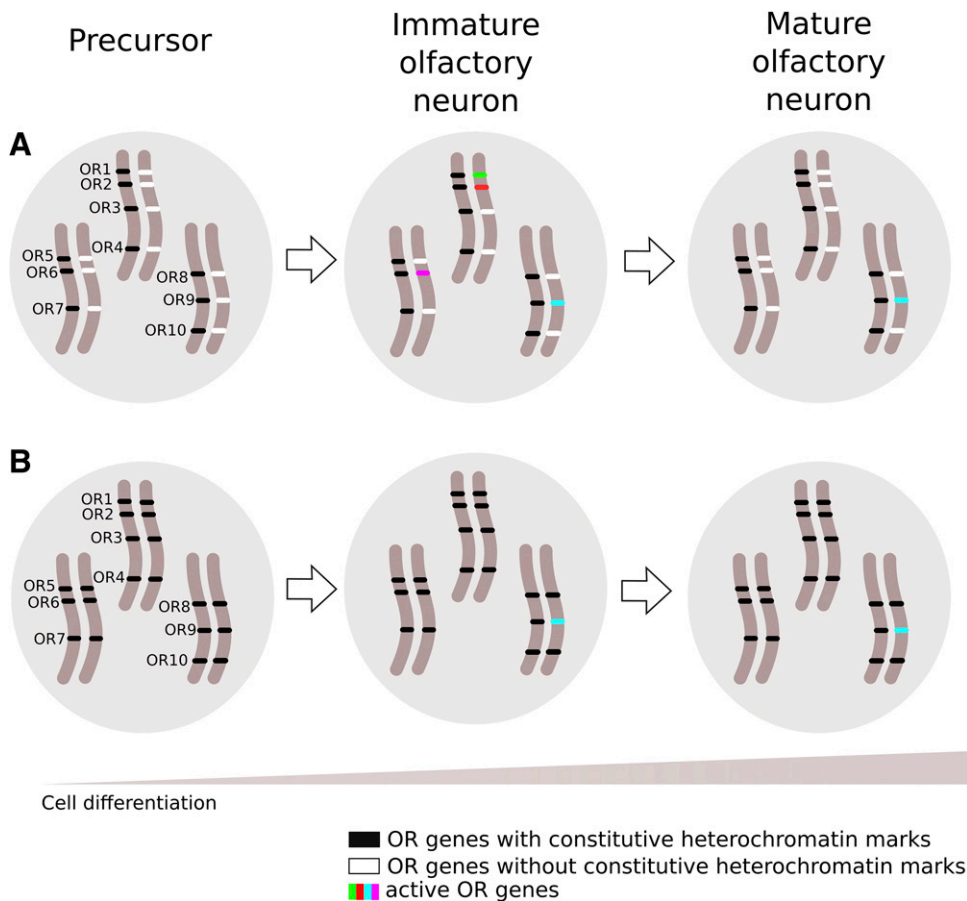 Precursor
Immature
olfactory
neuron
Mature
olfactory
neuron
A
OR1
OR2
OR3
OR4
OR5
OR6
OR7
OR8
OR9
OR10
B
OR1
OR2
OR3
OR4
OR5
OR6
OR7
OR8
OR9
OR10
Cell differentiation
OR genes with constitutive heterochromatin marks
OR genes without constitutive heterochromatin marks
active OR genes